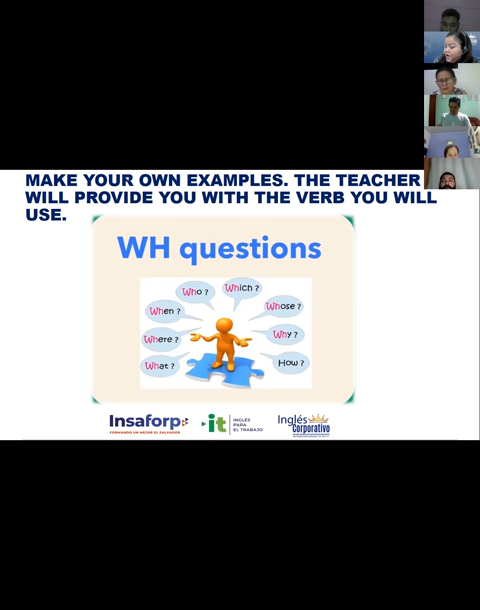 MAKE YOUR OWN EXAMPLES. THE TEACHER
WILL PROVIDE YOU WITH THE VERB YOU WILL
USE.
WH questions
Who ?
Which ?
When ?
Whose ?
Where ?
Why ?
What ?
How ?
Insaforp
FORMANDO UN MEJOR EL SALVADOR
it
INGLÉS
PARA
EL TRABAJO
Inglés
Corporativo